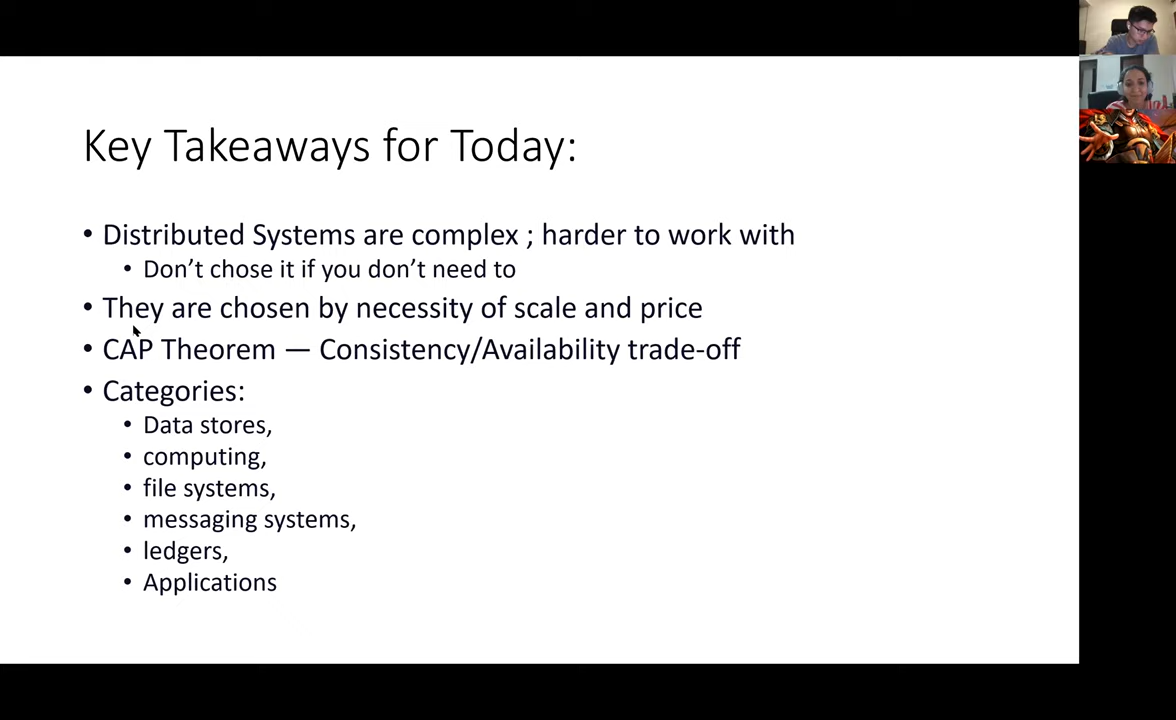 Key Takeaways for Today:
• Distributed Systems are complex ; harder to work with
• Don't chose it if you don't need to
• They are chosen by necessity of scale and price
• CAP Theorem — Consistency/Availability trade-off
• Categories:
• Data stores,
• computing,
• file systems,
• messaging systems,
• ledgers,
• Applications